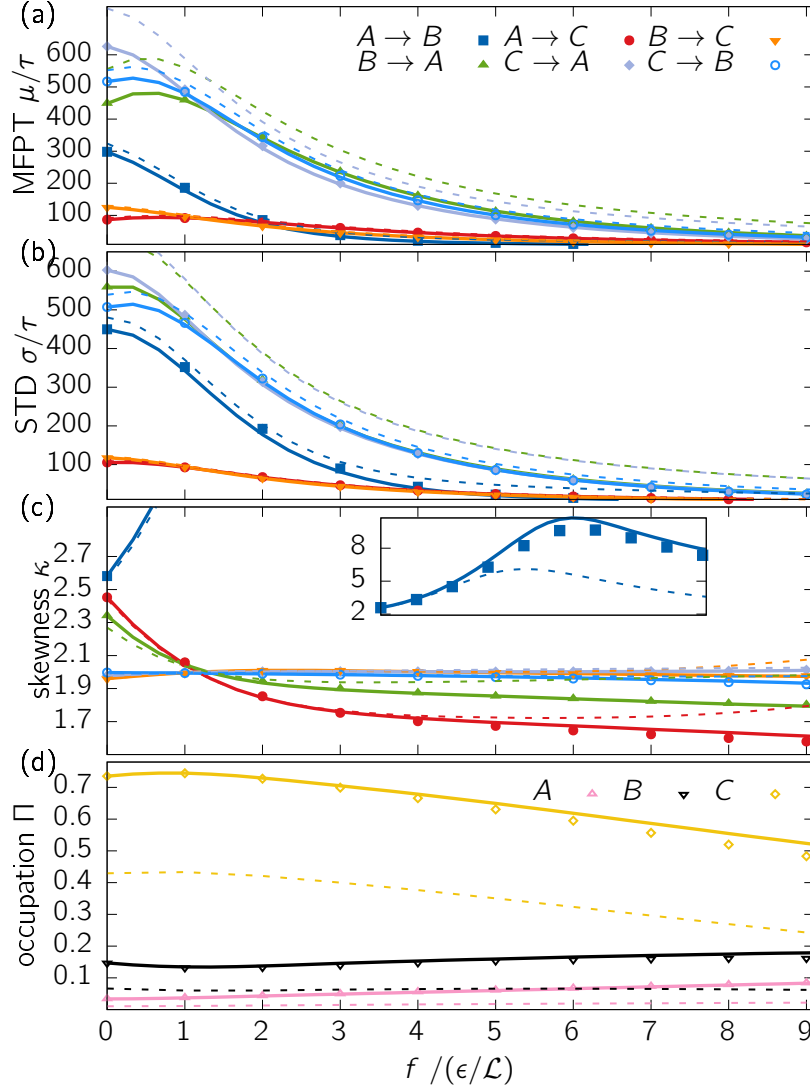 (a)
600
500
400
300
200
100
MFPT μ/τ
A → B A → C B → C
B → A C → A C → B
(b)
600
500
400
300
200
100
STD σ/τ
(c)
2.7
2.5
2.3
2.1
1.9
1.7
skewness κ
8
5
2
(d)
0.7
0.6
0.5
0.4
0.3
0.2
0.1
occupation Π
A B C
0 1 2 3 4 5 6 7 8 9
f /(ϵ/ℒ)